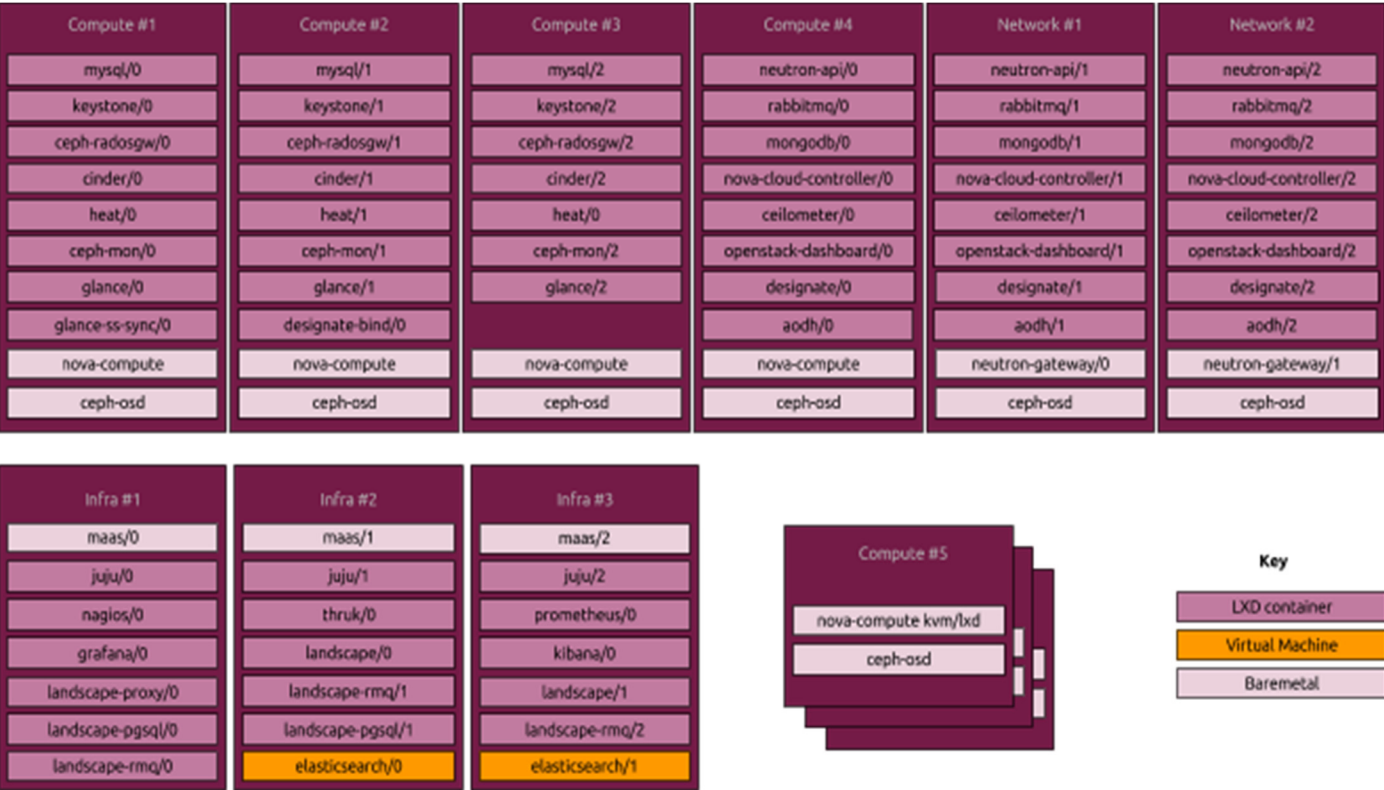 Compute #1
mysql/0
keystone/0
ceph-radosgw/0
cinder/0
heat/0
ceph-mon/0
glance/0
glance-ss-sync/0
nova-compute
ceph-osd
Compute #2
mysql/1
keystone/1
ceph-radosgw/1
cinder/1
heat/1
ceph-mon/1
glance/1
designate-bind/0
nova-compute
ceph-osd
Compute #3
mysql/2
keystone/2
ceph-radosgw/2
cinder/2
heat/0
ceph-mon/2
glance/2
nova-compute
ceph-osd
Compute #4
neutron-api/0
rabbitmq/0
mongodb/0
nova-cloud-controller/0
ceilometer/0
openstack-dashboard/0
designate/0
aodh/0
nova-compute
ceph-osd
Network #1
neutron-api/1
rabbitmq/1
mongodb/1
nova-cloud-controller/1
ceilometer/1
openstack-dashboard/1
designate/1
aodh/1
neutron-gateway/0
ceph-osd
Network #2
neutron-api/2
rabbitmq/2
mongodb/2
nova-cloud-controller/2
ceilometer/2
openstack-dashboard/2
designate/2
aodh/2
neutron-gateway/1
ceph-osd
Infra #1
maas/0
juju/0
nagios/0
grafana/0
landscape-proxy/0
landscape-pgsql/0
landscape-rmq/0
Infra #2
maas/1
juju/1
thruk/0
landscape/0
landscape-rmq/1
landscape-pgsql/1
elasticsearch/0
Infra #3
maas/2
juju/2
prometheus/0
kibana/0
landscape/1
landscape-rmq/2
elasticsearch/1
Compute #5
nova-compute kvm/lxd
ceph-osd
Key
LXD container
Virtual Machine
Baremetal